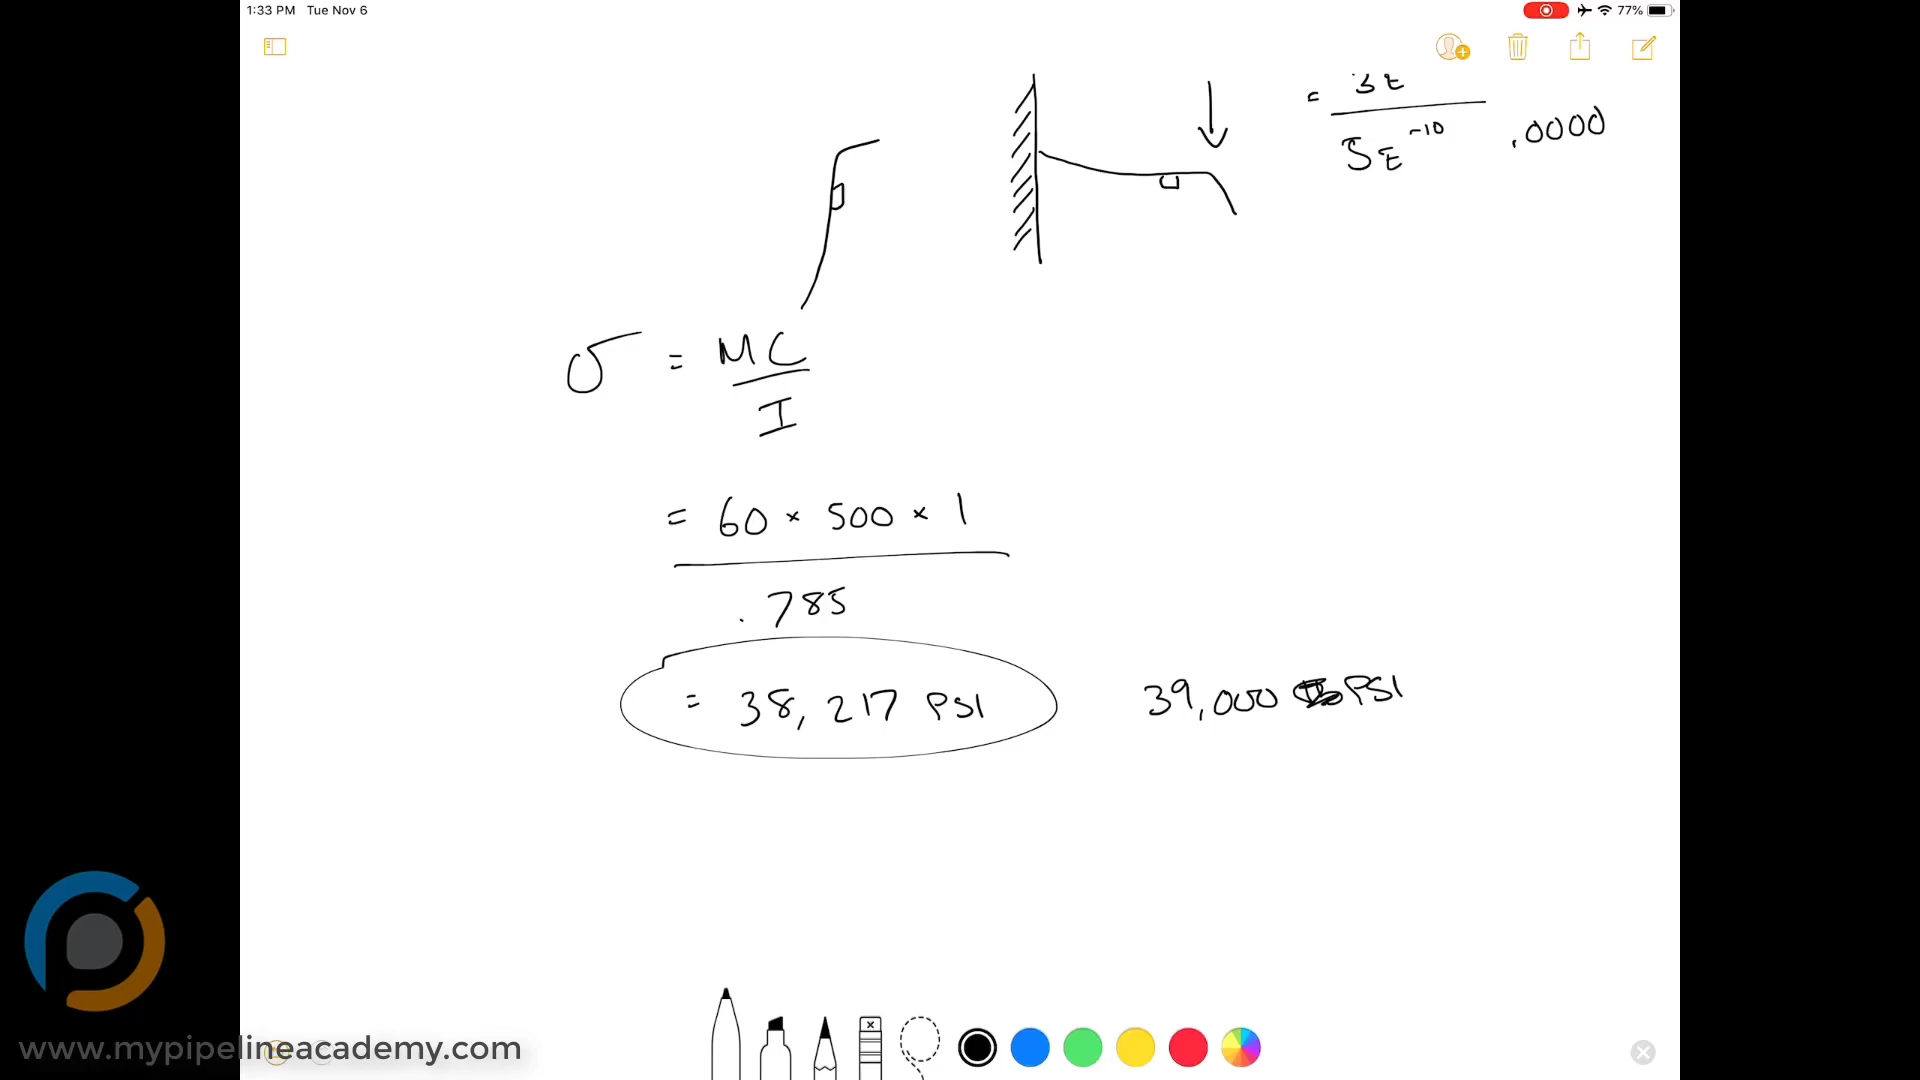 1:33 PM Tue Nov 6
77%
= 3E
5E^-10
.0000
σ = MC
I
= 60 × 500 × 1
.785
= 38,217 PSI
39,000 PSI
www.mypipelineacademy.com